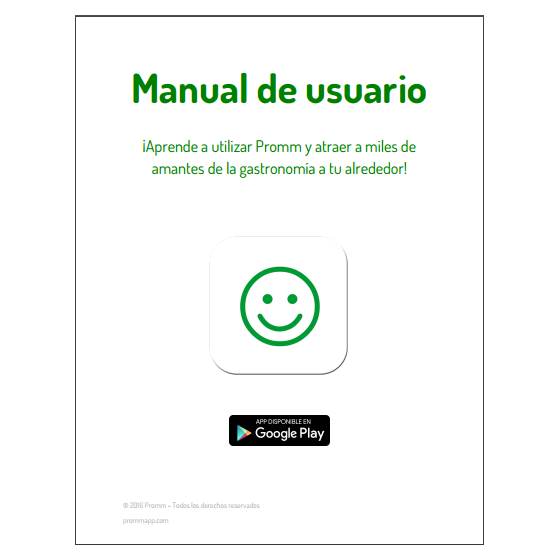 Manual de usuario
¡Aprende a utilizar Promm y atraer a miles de
amantes de la gastronomía a tu alrededor!
APP DISPONIBLE EN
Google Play
© 2016 Promm - Todos los derechos reservados
prommapp.com